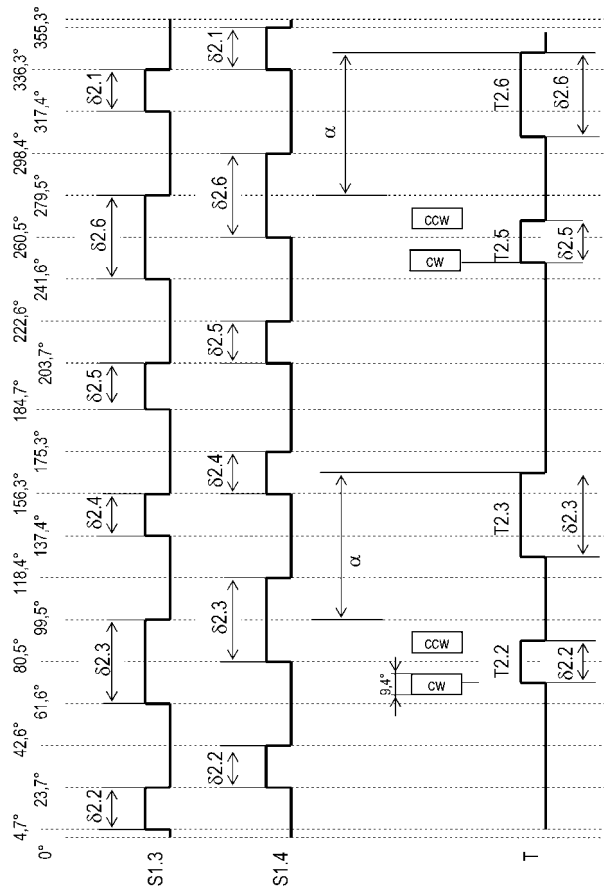 0° 4,7° 23,7° 42,6° 61,6° 80,5° 99,5° 118,4° 137,4° 156,3° 175,3° 184,7° 203,7° 222,6° 241,6° 260,5° 279,5° 298,4° 317,4° 336,3° 355,3°
S1.3 δ2.2 δ2.3 δ2.4 δ2.5 δ2.6 δ2.1
S1.4 δ2.2 δ2.3 δ2.4 δ2.5 δ2.6 δ2.1
α α
9,4° CW CCW CW CCW
T T2.2 T2.3 T2.5 T2.6
δ2.2 δ2.3 δ2.5 δ2.6